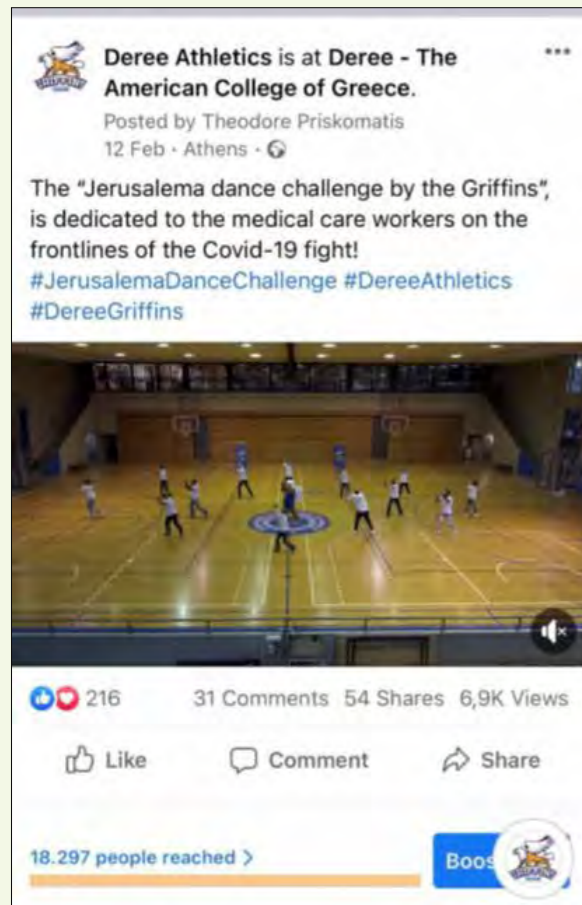 Deree Athletics is at Deree - The
American College of Greece.
Posted by Theodore Priskomatis
12 Feb · Athens ·
The "Jerusalema dance challenge by the Griffins",
is dedicated to the medical care workers on the
frontlines of the Covid-19 fight!
#JerusalemaDanceChallenge #DereeAthletics
#DereeGriffins
216 31 Comments 54 Shares 6,9K Views
Like Comment Share
18.297 people reached >
Boos